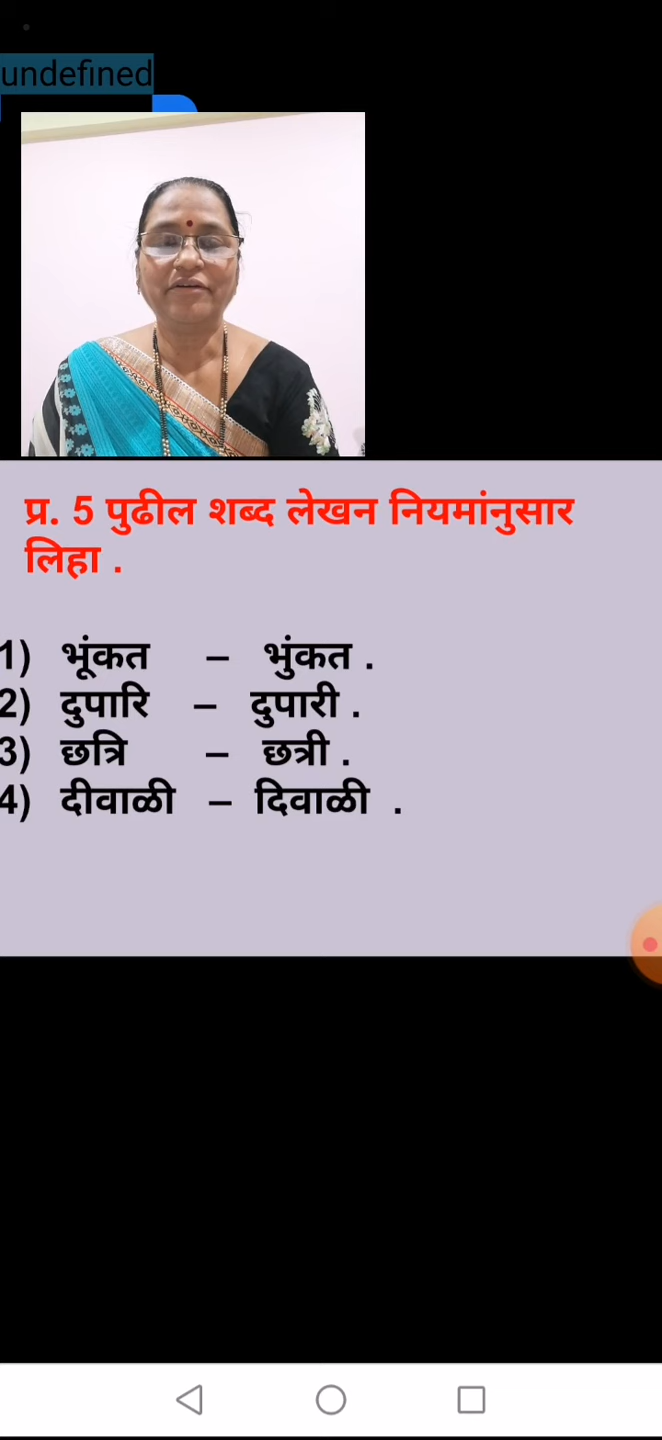 undefined
प्र. 5 पुढील शब्द लेखन नियमांनुसार
लिहा .
1) भूंकत – भुंकत .
2) दुपारि – दुपारी .
3) छत्रि – छत्री .
4) दीवाळी – दिवाळी .